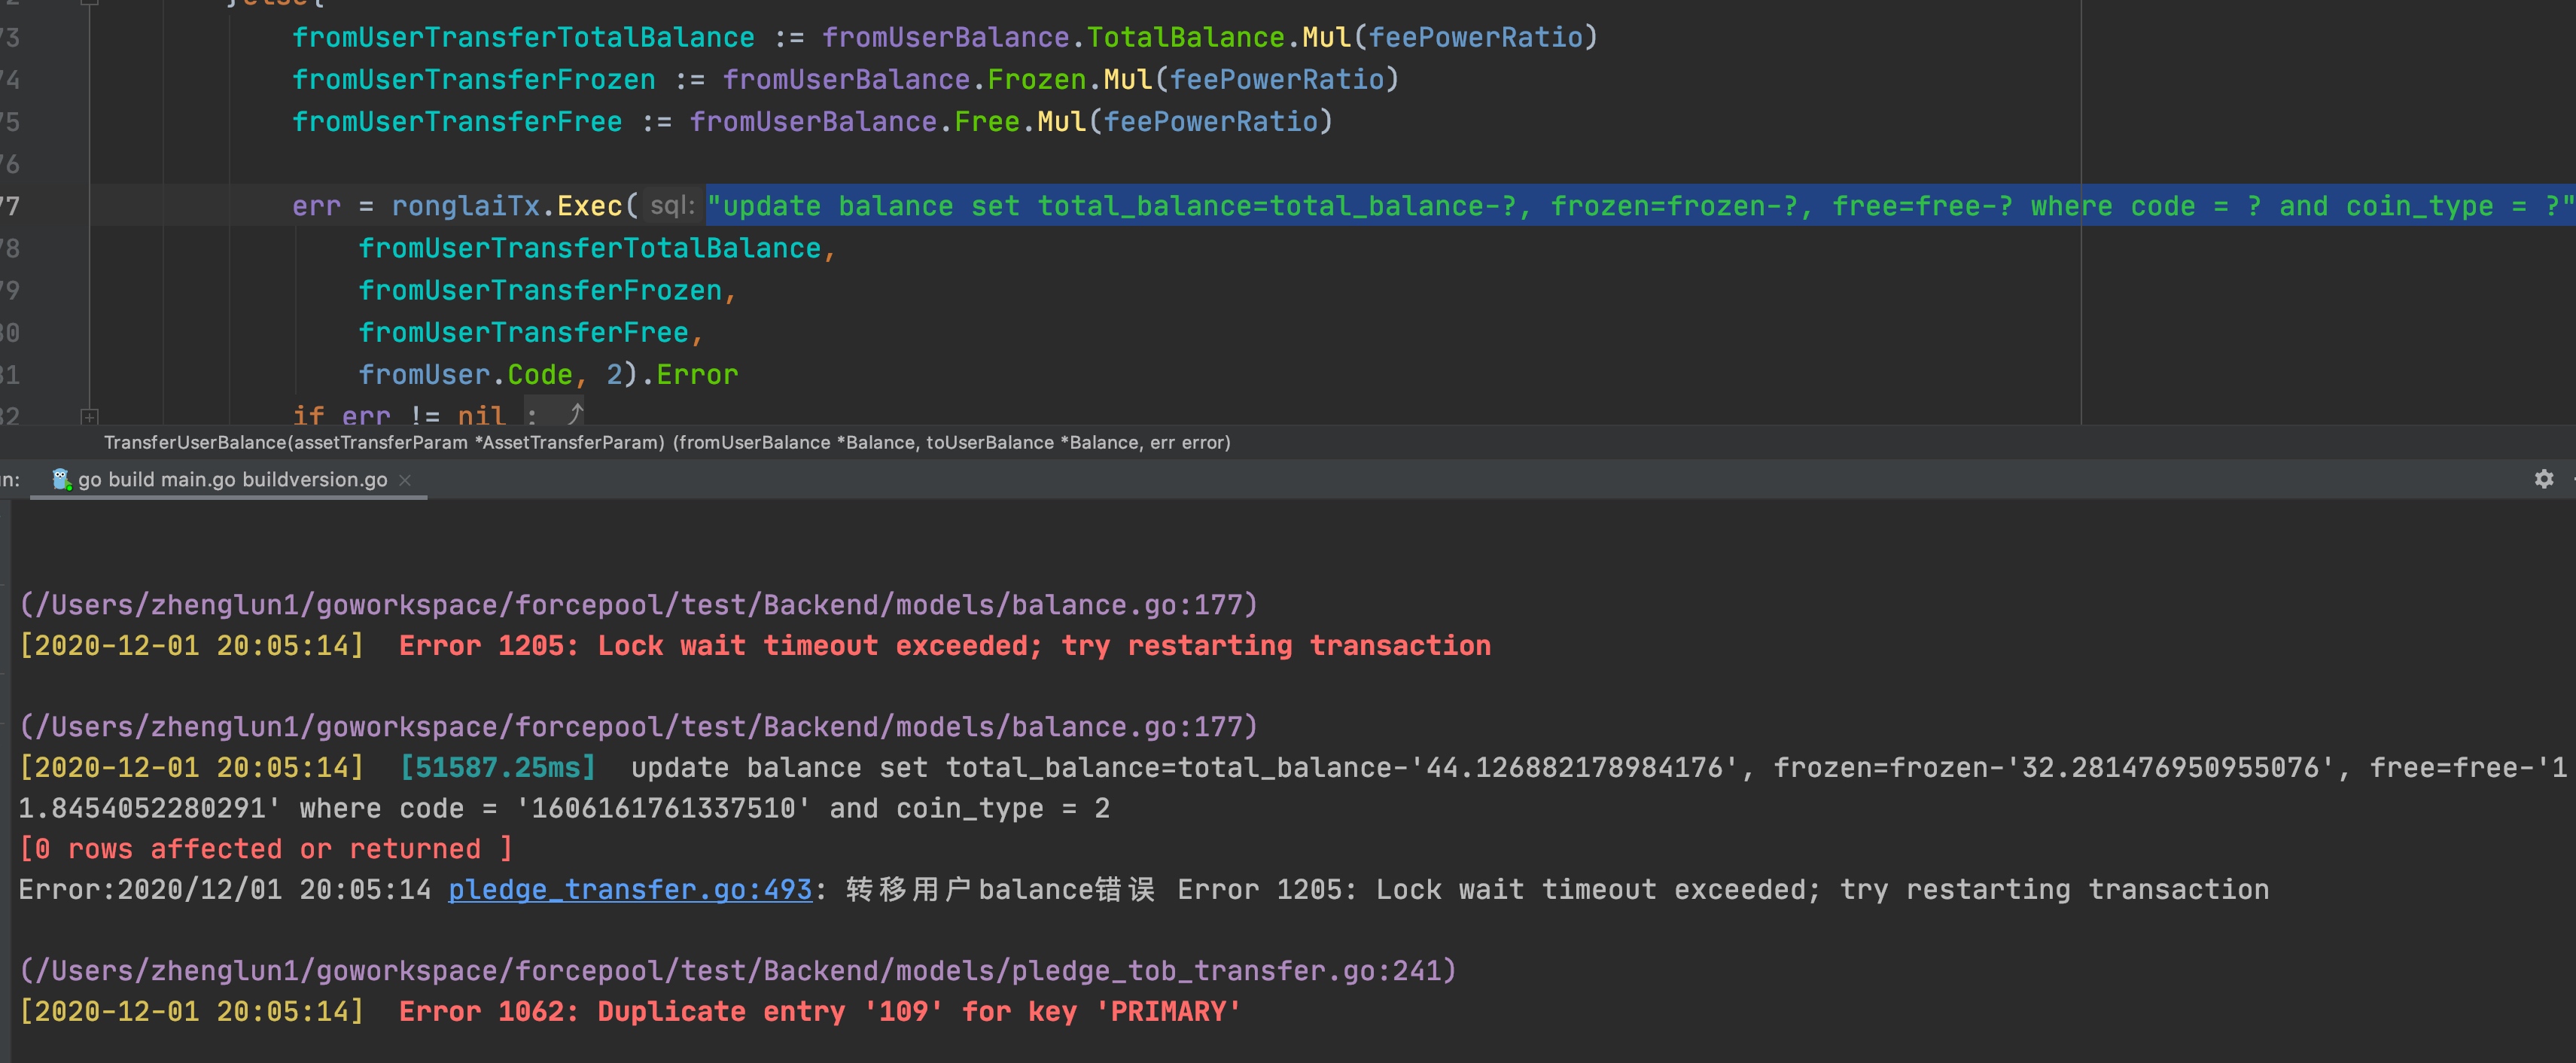 }else{
73 fromUserTransferTotalBalance := fromUserBalance.TotalBalance.Mul(feePowerRatio)
74 fromUserTransferFrozen := fromUserBalance.Frozen.Mul(feePowerRatio)
75 fromUserTransferFree := fromUserBalance.Free.Mul(feePowerRatio)
76
77 err = ronglaiTx.Exec( sql: "update balance set total_balance=total_balance-?, frozen=frozen-?, free=free-? where code = ? and coin_type = ?"
78 fromUserTransferTotalBalance,
79 fromUserTransferFrozen,
80 fromUserTransferFree,
81 fromUser.Code, 2).Error
82 if err != nil :
TransferUserBalance(assetTransferParam *AssetTransferParam) (fromUserBalance *Balance, toUserBalance *Balance, err error)
un: go build main.go buildversion.go ×
(/Users/zhenglun1/goworkspace/forcepool/test/Backend/models/balance.go:177)
[2020-12-01 20:05:14] Error 1205: Lock wait timeout exceeded; try restarting transaction
(/Users/zhenglun1/goworkspace/forcepool/test/Backend/models/balance.go:177)
[2020-12-01 20:05:14] [51587.25ms] update balance set total_balance=total_balance-'44.126882178984176', frozen=frozen-'32.281476950955076', free=free-'1
1.8454052280291' where code = '1606161761337510' and coin_type = 2
[0 rows affected or returned ]
Error:2020/12/01 20:05:14 pledge_transfer.go:493: 转移用户balance错误 Error 1205: Lock wait timeout exceeded; try restarting transaction
(/Users/zhenglun1/goworkspace/forcepool/test/Backend/models/pledge_tob_transfer.go:241)
[2020-12-01 20:05:14] Error 1062: Duplicate entry '109' for key 'PRIMARY'